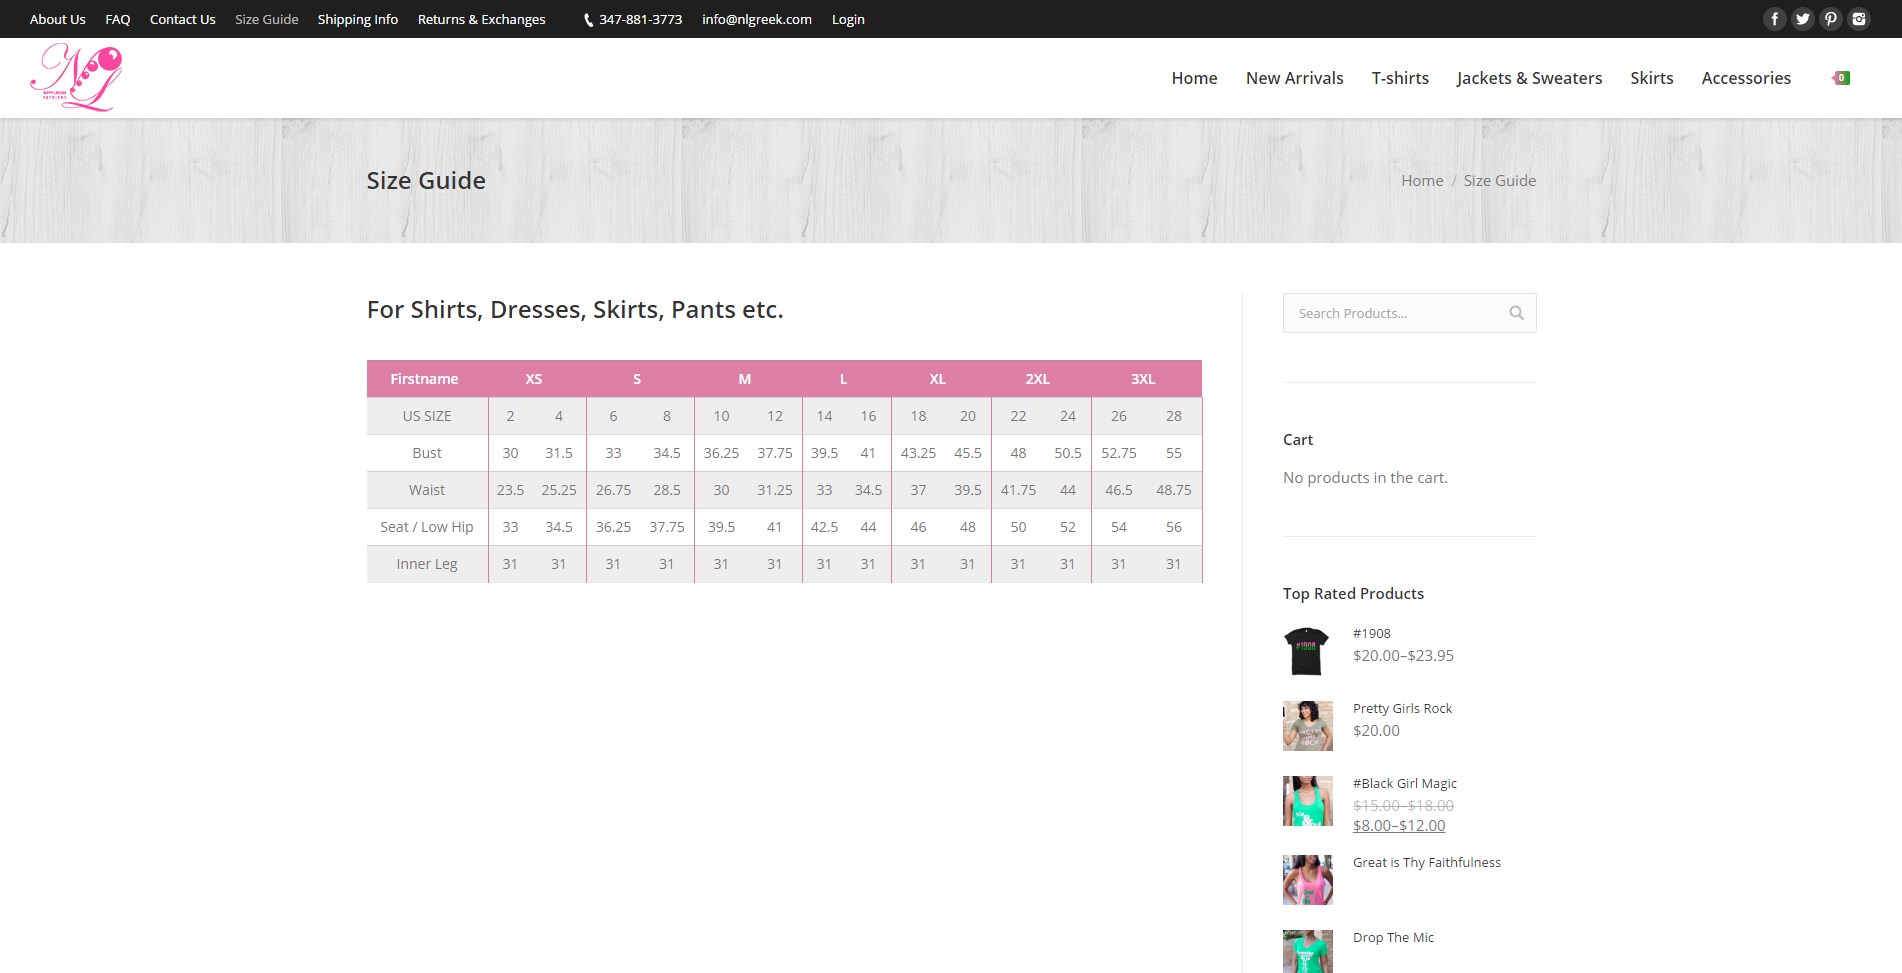 About Us FAQ Contact Us Size Guide Shipping Info Returns & Exchanges 347-881-3773 info@nlgreek.com Login
NL
Home New Arrivals T-shirts Jackets & Sweaters Skirts Accessories 0
Size Guide
Home / Size Guide
For Shirts, Dresses, Skirts, Pants etc.
Firstname XS S M L XL 2XL 3XL
US SIZE 2 4 6 8 10 12 14 16 18 20 22 24 26 28
Bust 30 31.5 33 34.5 36.25 37.75 39.5 41 43.25 45.5 48 50.5 52.75 55
Waist 23.5 25.25 26.75 28.5 30 31.25 33 34.5 37 39.5 41.75 44 46.5 48.75
Seat / Low Hip 33 34.5 36.25 37.75 39.5 41 42.5 44 46 48 50 52 54 56
Inner Leg 31 31 31 31 31 31 31 31 31 31 31 31 31 31
Search Products...
Cart
No products in the cart.
Top Rated Products
#1908
#1908
$20.00–$23.95
Pretty Girls Rock
$20.00
#Black Girl Magic
$15.00–$18.00
$8.00–$12.00
Great is Thy Faithfulness
Drop The Mic